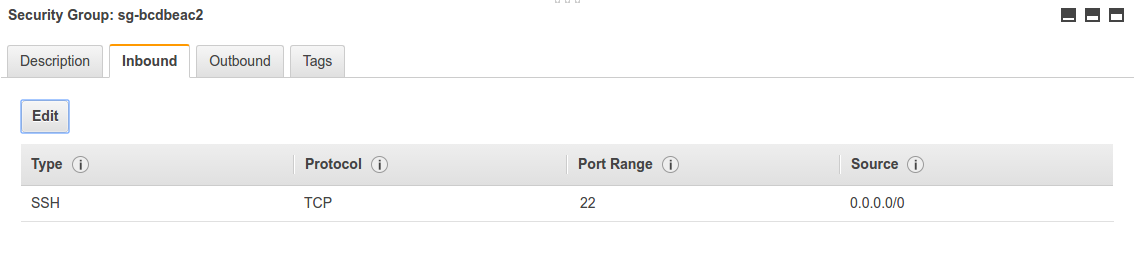 Security Group: sg-bcdbeac2
Description Inbound Outbound Tags
Edit
Type i Protocol i Port Range i Source i
SSH TCP 22 0.0.0.0/0